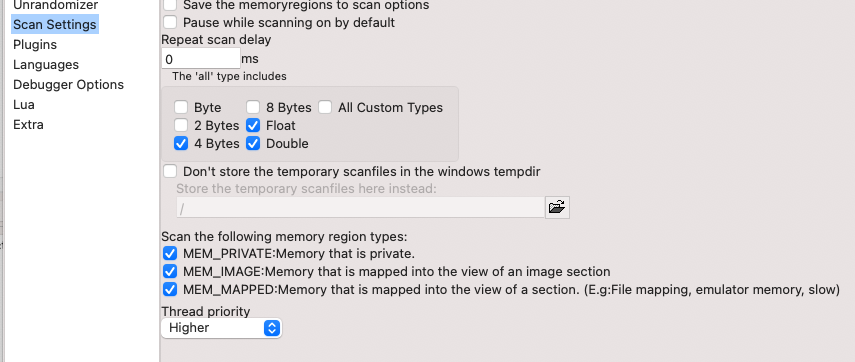 Unrandomizer
Scan Settings
Plugins
Languages
Debugger Options
Lua
Extra
Save the memoryregions to scan options
Pause while scanning on by default
Repeat scan delay
0 ms
The 'all' type includes
Byte 8 Bytes All Custom Types
2 Bytes Float
4 Bytes Double
Don't store the temporary scanfiles in the windows tempdir
Store the temporary scanfiles here instead:
/
Scan the following memory region types:
MEM_PRIVATE:Memory that is private.
MEM_IMAGE:Memory that is mapped into the view of an image section
MEM_MAPPED:Memory that is mapped into the view of a section. (E.g:File mapping, emulator memory, slow)
Thread priority
Higher